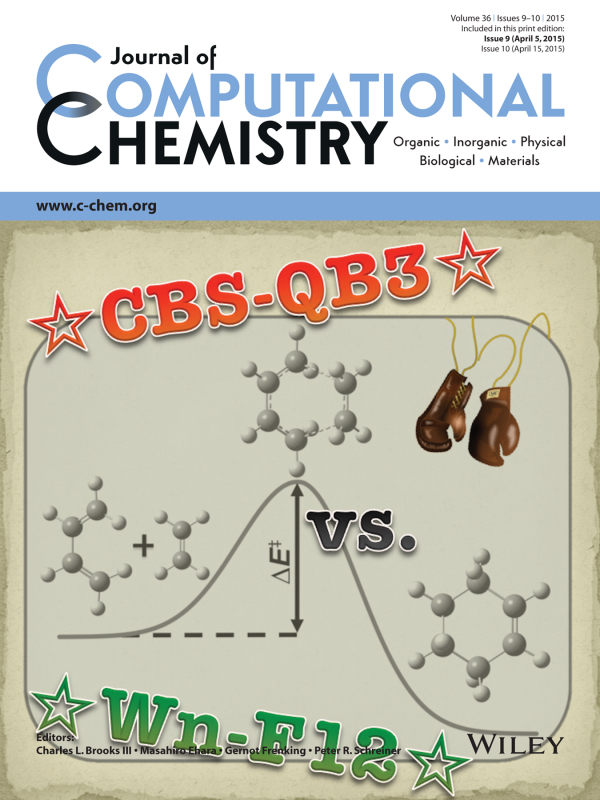 Volume 36 | Issues 9–10 | 2015
Included in this print edition:
Issue 9 (April 5, 2015)
Issue 10 (April 15, 2015)
Journal of
COMPUTATIONAL
CHEMISTRY
Organic • Inorganic • Physical
Biological • Materials
www.c-chem.org
CBS-QB3
+
ΔE‡
vs.
Wn-F12
Editors:
Charles L. Brooks III • Masahiro Ehara • Gernot Frenking • Peter R. Schreiner
WILEY